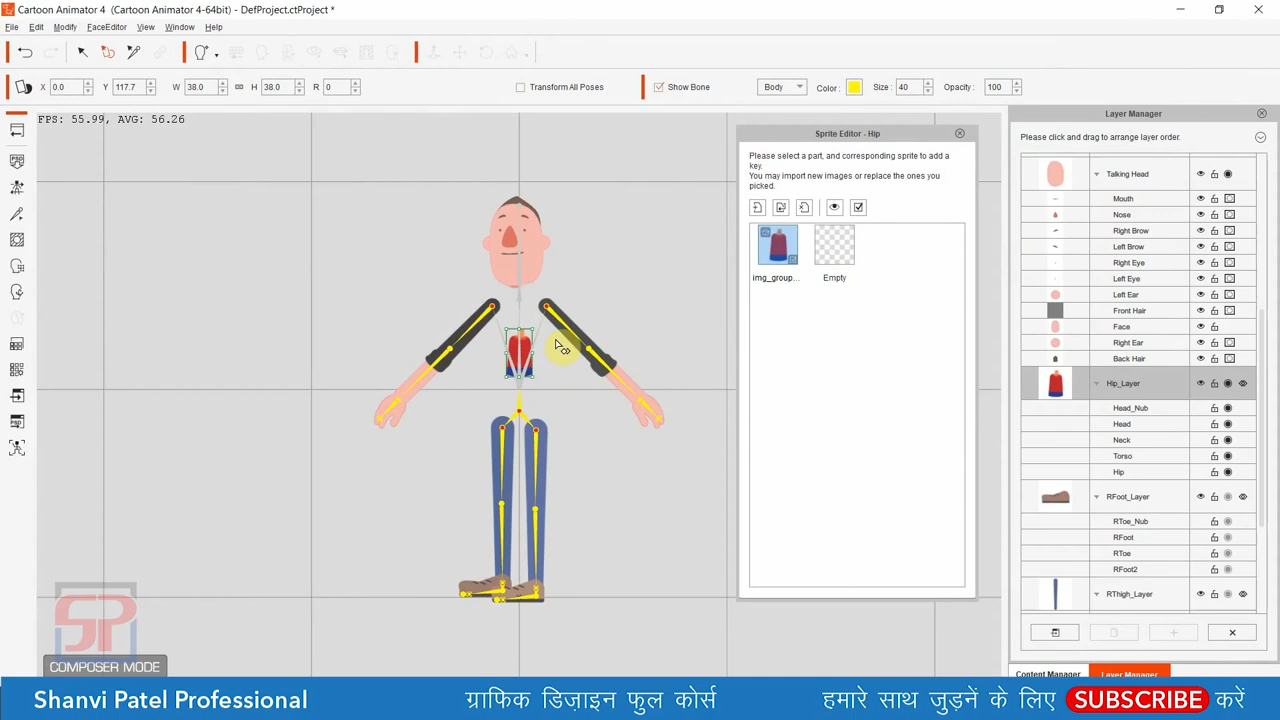 Cartoon Animator 4 (Cartoon Animator 4-64bit) - DefProject.ctProject *
File Edit Modify FaceEditor View Window Help
X 0.0 Y 117.7 W 38.0 H 38.0 R 0 Transform All Poses Show Bone Body Color : Size : 40 Opacity : 100
FPS: 55.99, AVG: 56.26
Sprite Editor - Hip
Please select a part, and corresponding sprite to add a
key.
You may import new images or replace the ones you
picked.
img_group...
Empty
Layer Manager
Please click and drag to arrange layer order.
Talking Head
Mouth
Nose
Right Brow
Left Brow
Right Eye
Left Eye
Left Ear
Front Hair
Face
Right Ear
Back Hair
Hip_Layer
Head_Nub
Head
Neck
Torso
Hip
RFoot_Layer
RToe_Nub
RFoot
RToe
RFoot2
RThigh_Layer
Content Manager
Layer Manager
SP
COMPOSER MODE
Shanvi Patel Professional
ग्राफिक डिज़ाइन फुल कोर्स
हमारे साथ जुड़नें के लिए SUBSCRIBE करें